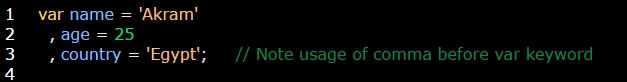 1 var name = 'Akram'
2 , age = 25
3 , country = 'Egypt'; // Note usage of comma before var keyword
4